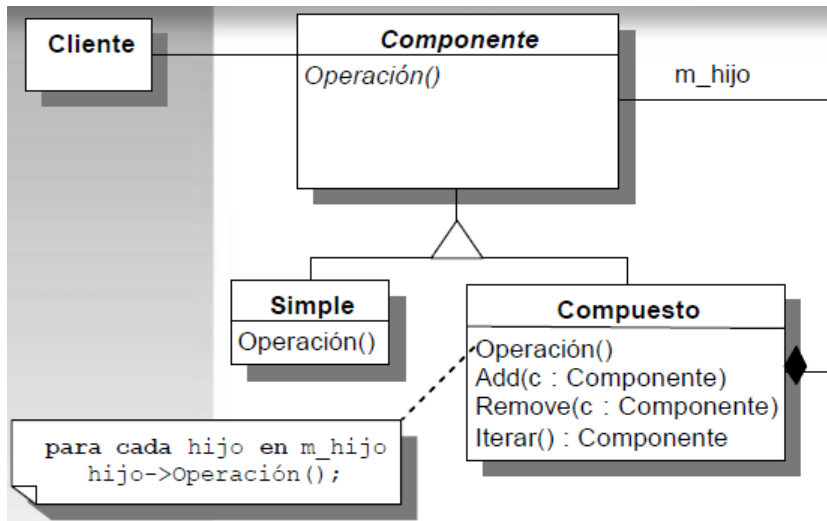 Cliente
Componente
Operación()
m_hijo
Simple
Operación()
Compuesto
Operación()
Add(c : Componente)
Remove(c : Componente)
Iterar() : Componente
para cada hijo en m_hijo
hijo->Operación();